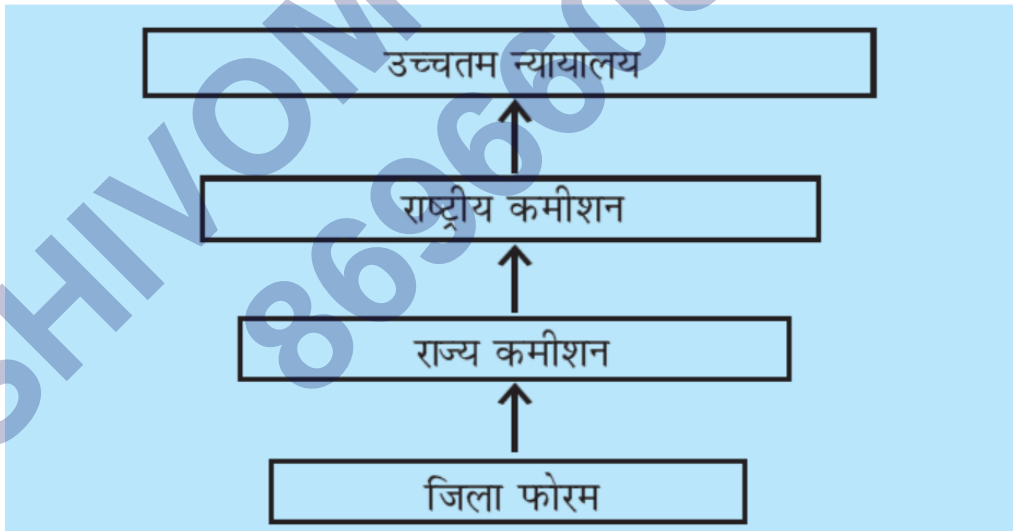 उच्चतम न्यायालय
राष्ट्रीय कमीशन
राज्य कमीशन
जिला फोरम